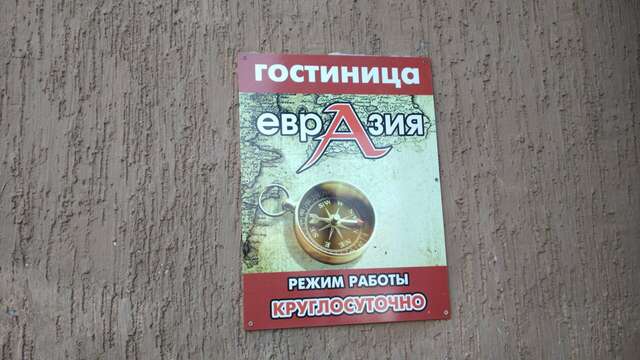 ГОСТИНИЦА
еврАзия
РЕЖИМ РАБОТЫ
КРУГЛОСУТОЧНО